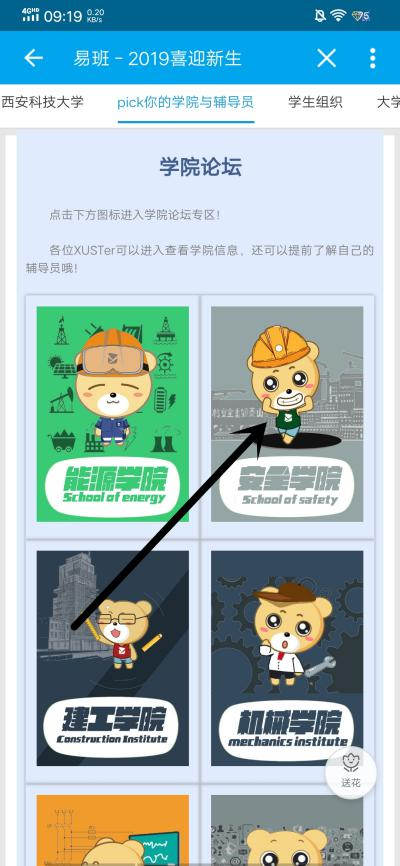 4GHD 09:19 0.20 KB/s 75
易班 - 2019喜迎新生
西安科技大学 pick你的学院与辅导员 学生组织 大学
学院论坛
点击下方图标进入学院论坛专区！
各位XUSTer可以进入查看学院信息，还可以提前了解自己的
辅导员哦！
能源学院
School of energy
安全学院
School of safety
建工学院
Construction Institute
机械学院
mechanics institute
送花